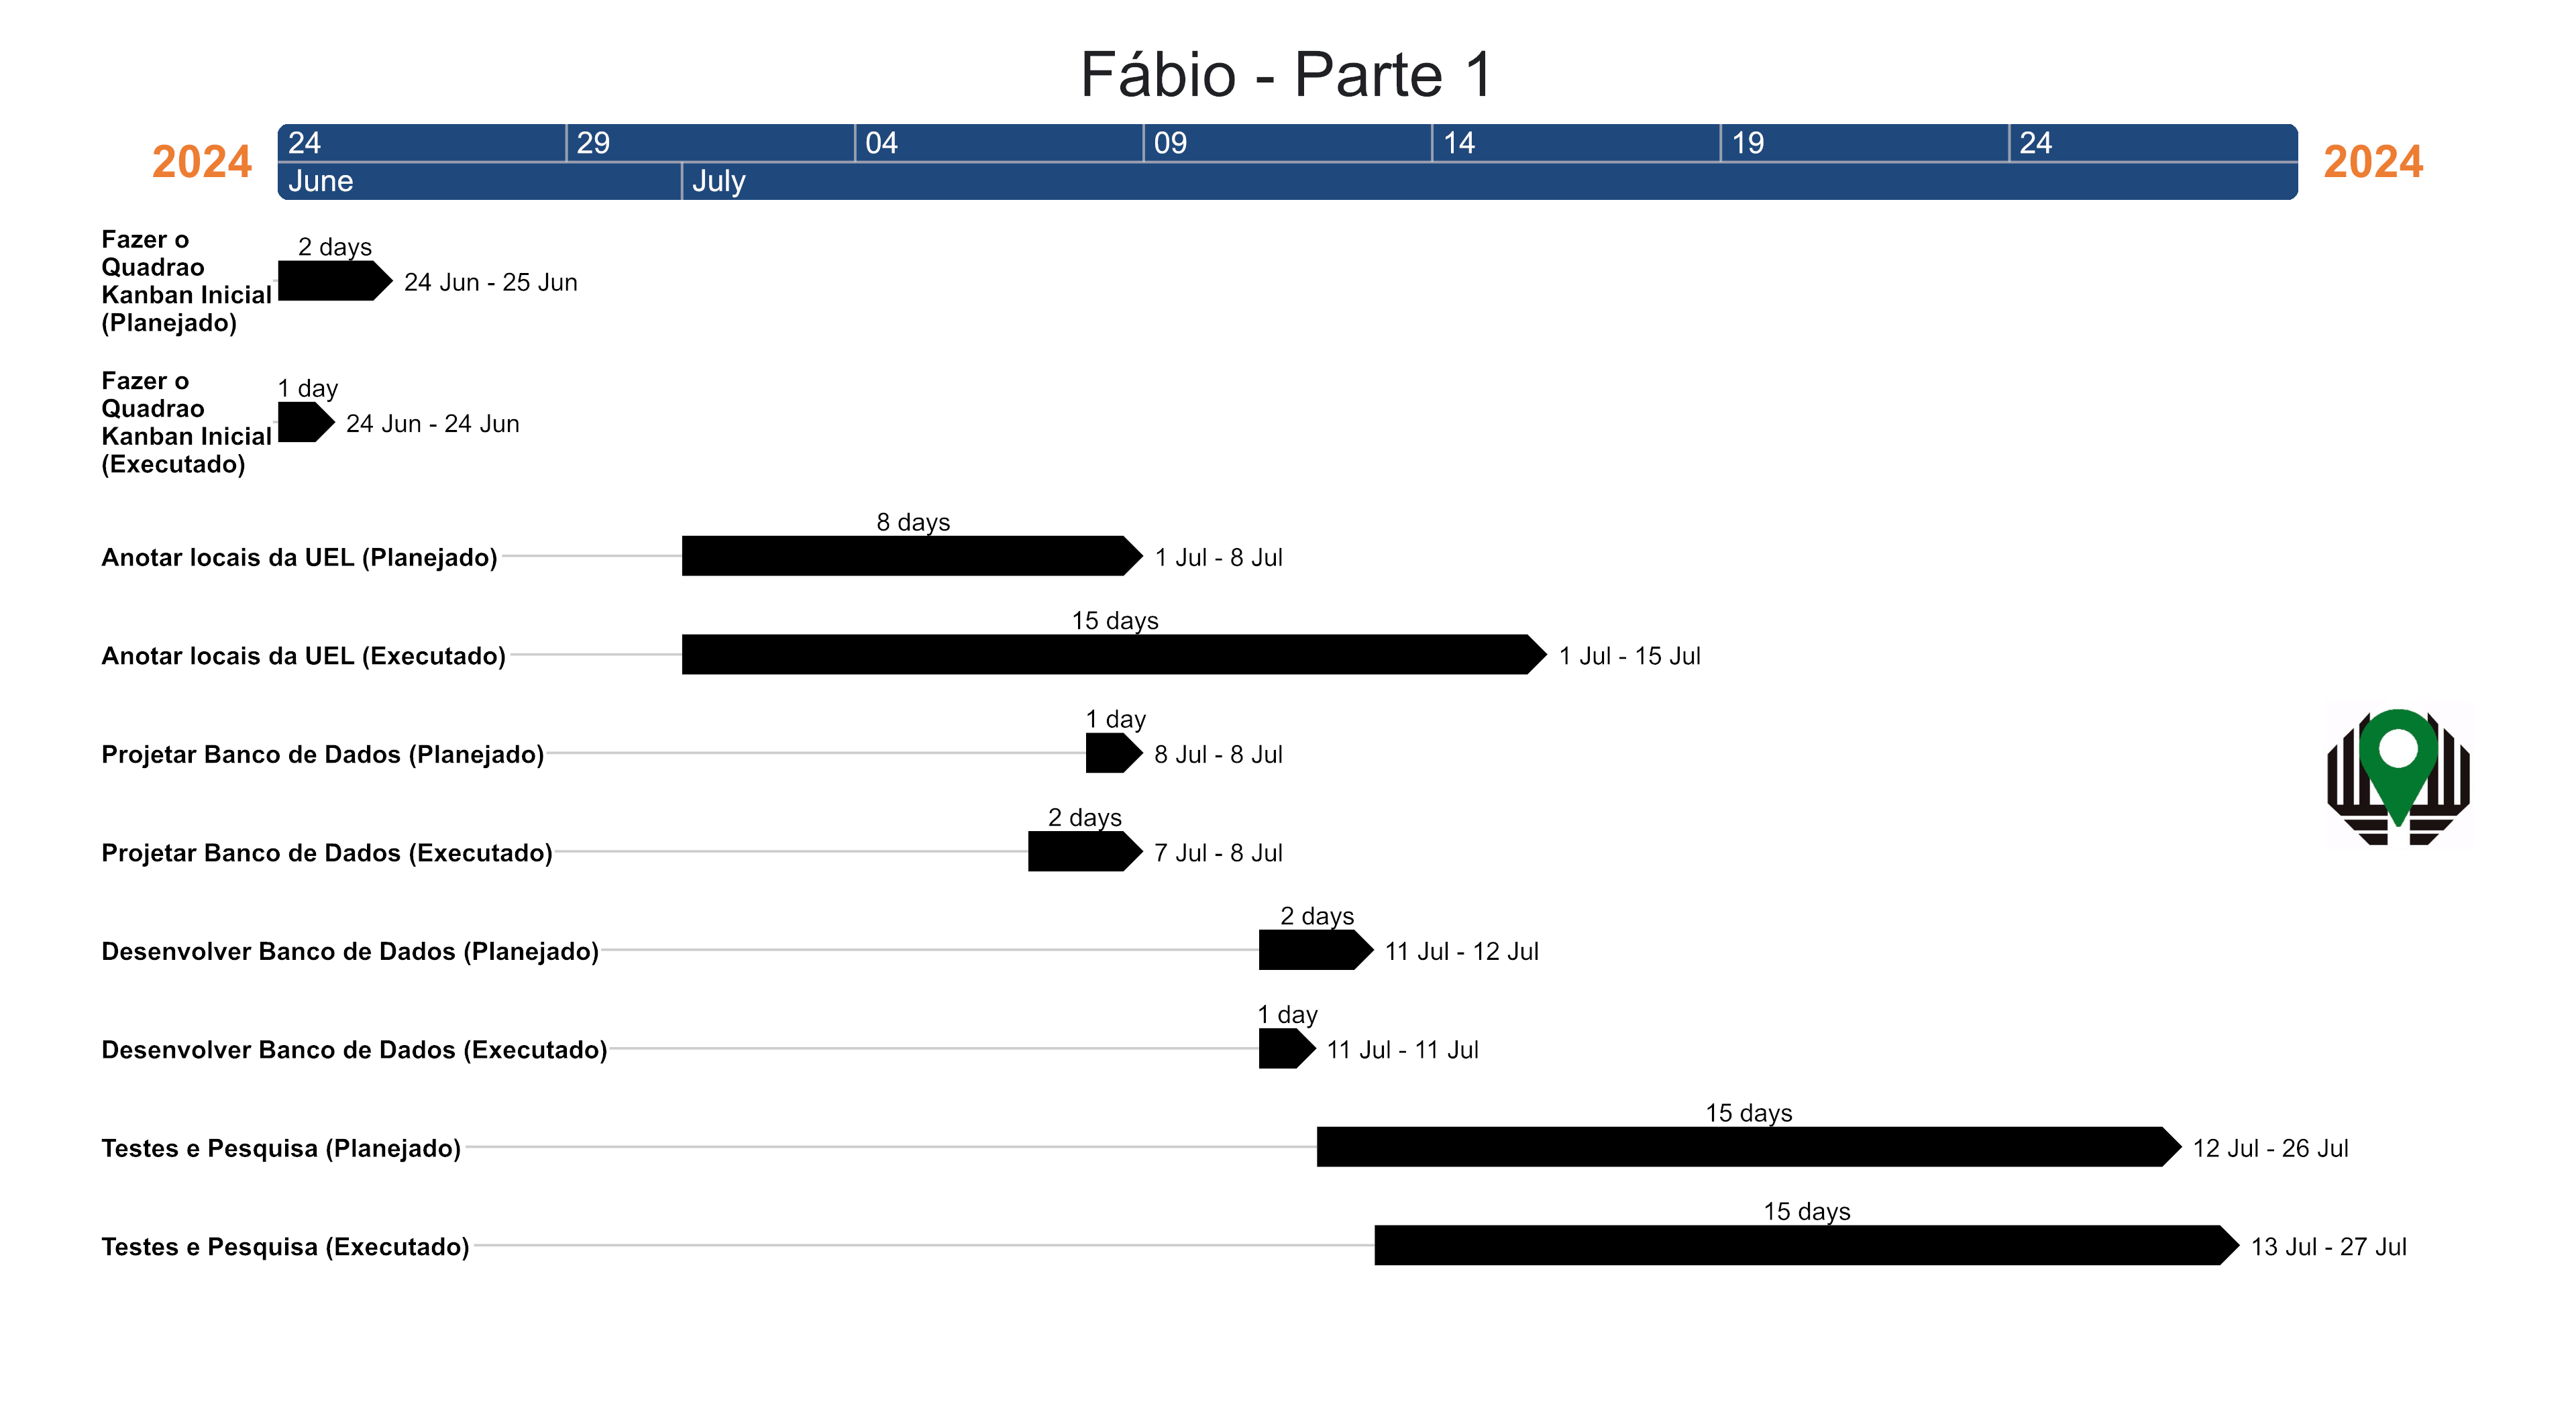 Fábio - Parte 1
2024
24 29 04 09 14 19 24
June July
2024
Fazer o
Quadrao
Kanban Inicial
(Planejado)
2 days
24 Jun - 25 Jun
Fazer o
Quadrao
Kanban Inicial
(Executado)
1 day
24 Jun - 24 Jun
Anotar locais da UEL (Planejado)
8 days
1 Jul - 8 Jul
Anotar locais da UEL (Executado)
15 days
1 Jul - 15 Jul
Projetar Banco de Dados (Planejado)
1 day
8 Jul - 8 Jul
Projetar Banco de Dados (Executado)
2 days
7 Jul - 8 Jul
Desenvolver Banco de Dados (Planejado)
2 days
11 Jul - 12 Jul
Desenvolver Banco de Dados (Executado)
1 day
11 Jul - 11 Jul
Testes e Pesquisa (Planejado)
15 days
12 Jul - 26 Jul
Testes e Pesquisa (Executado)
15 days
13 Jul - 27 Jul